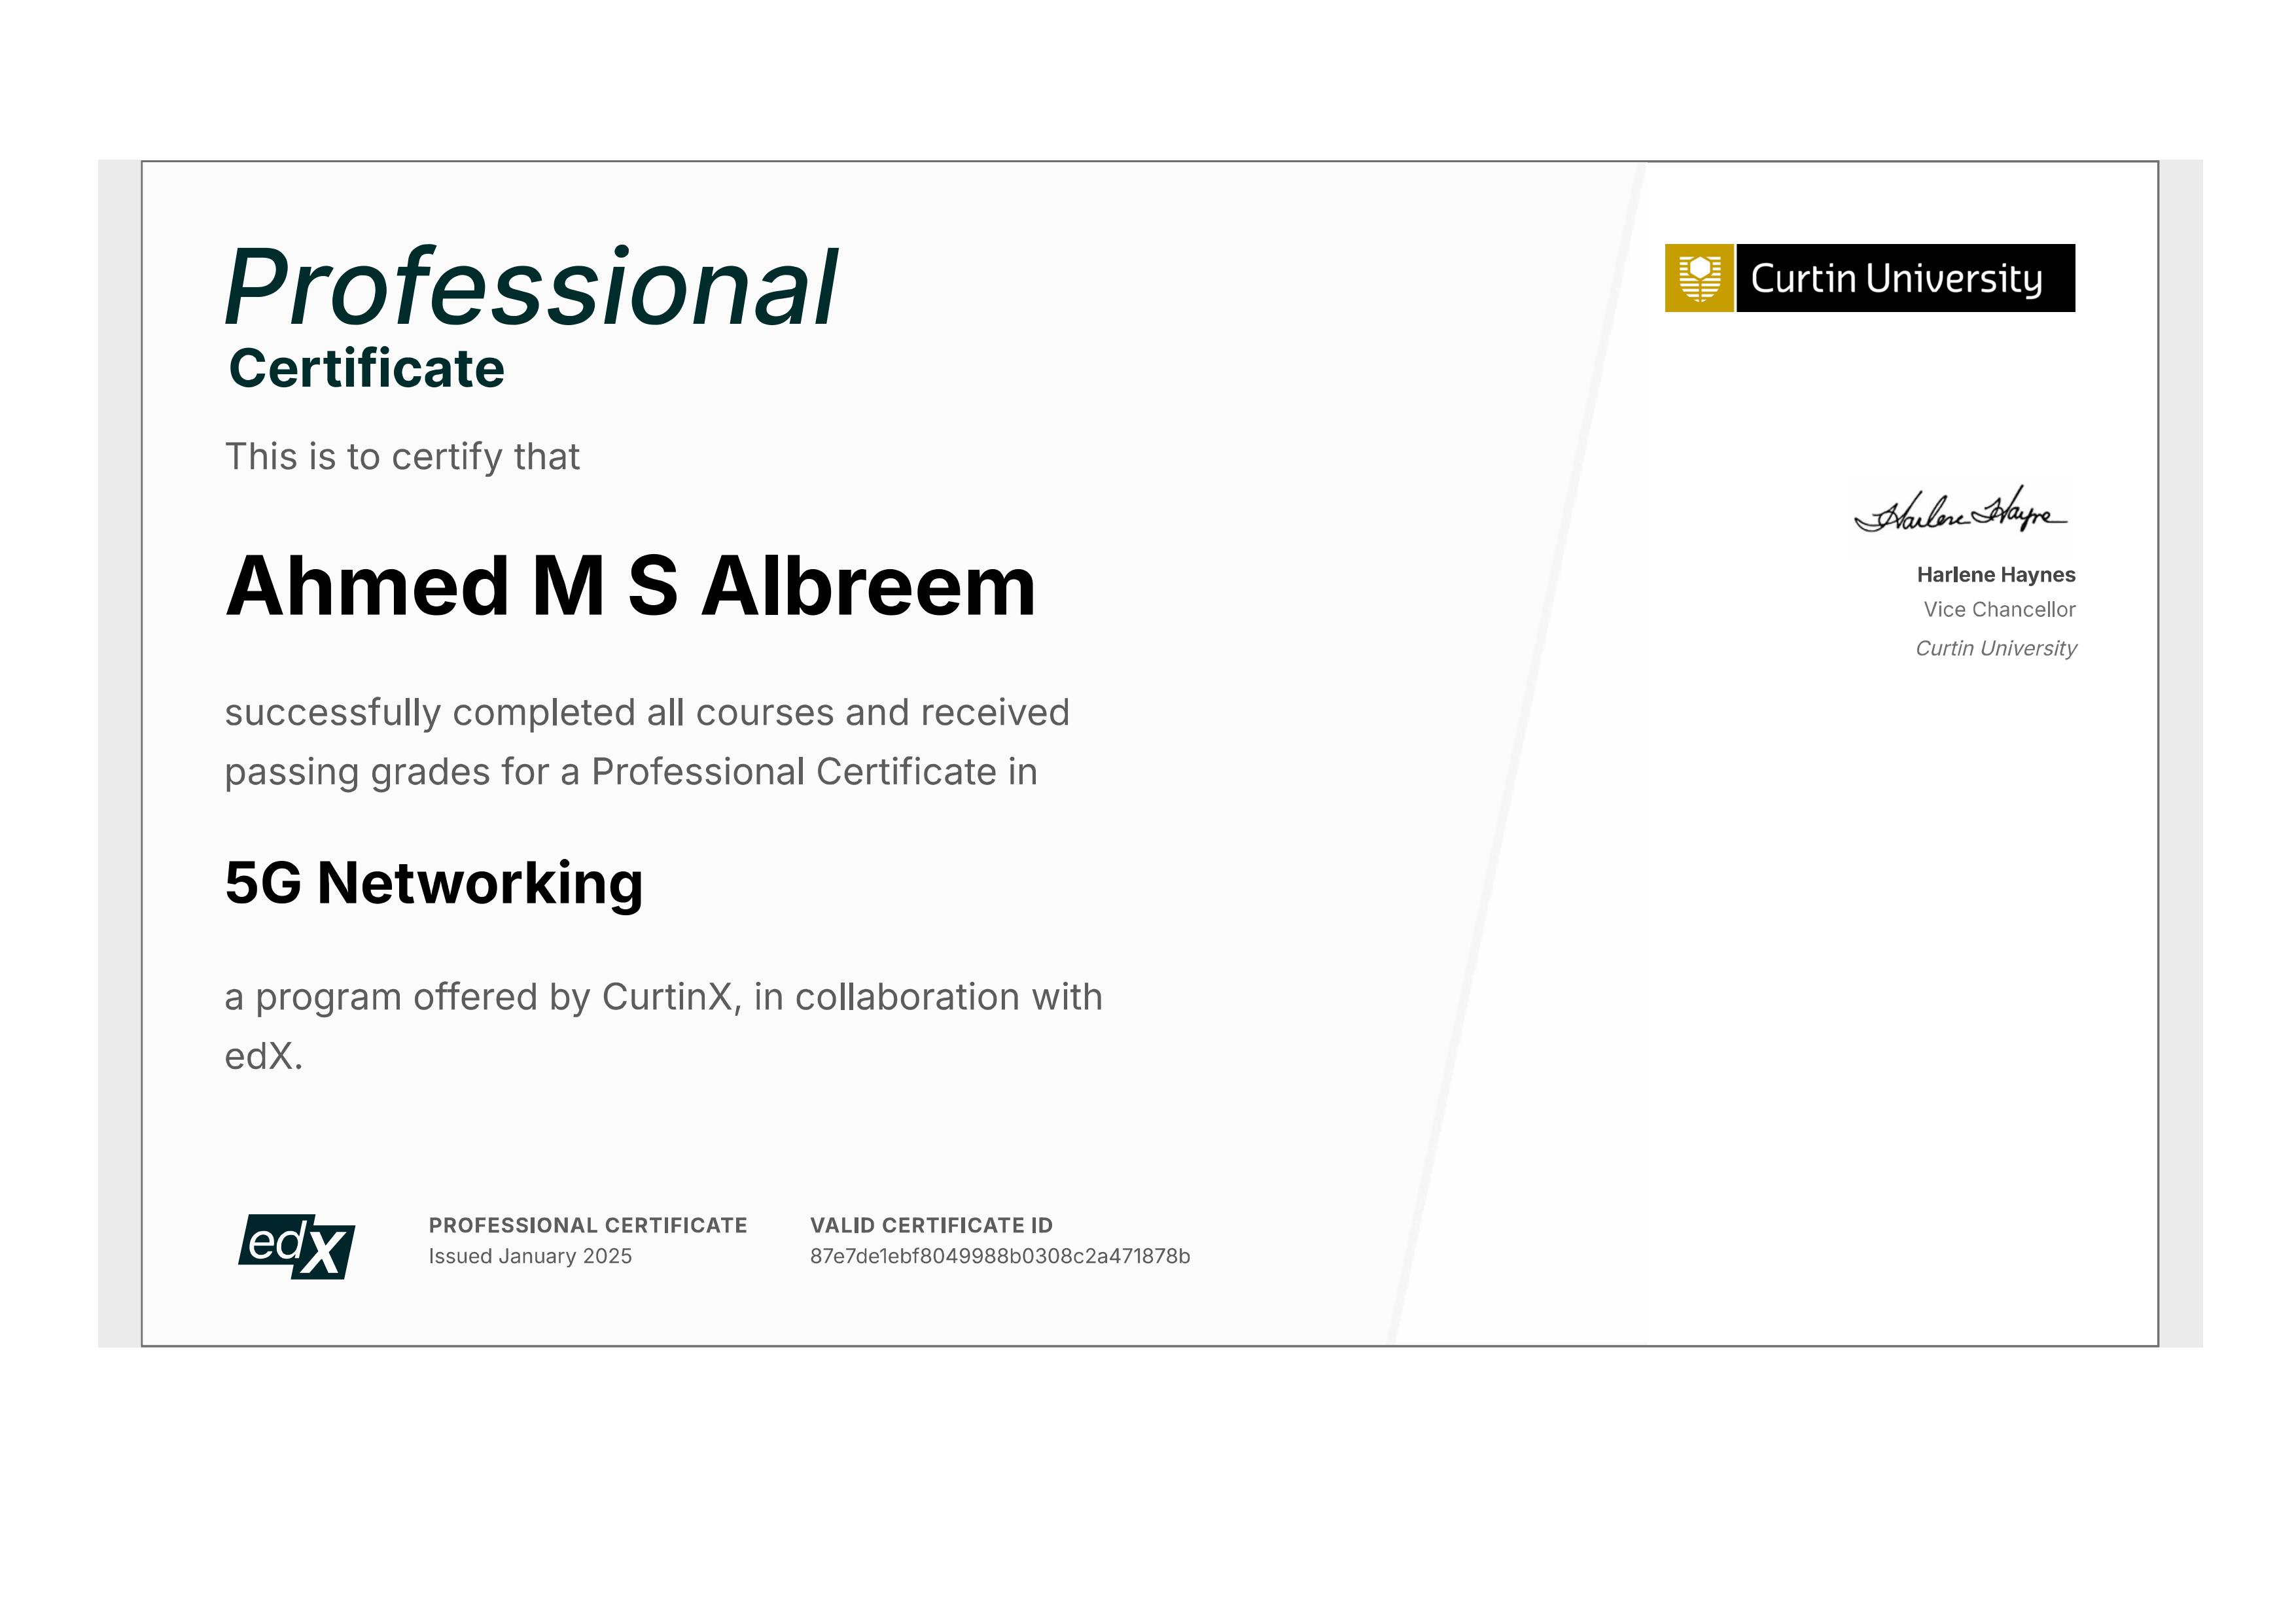 Professional
Certificate
This is to certify that
Ahmed M S Albreem
successfully completed all courses and received
passing grades for a Professional Certificate in
5G Networking
a program offered by CurtinX, in collaboration with
edX.
edX
PROFESSIONAL CERTIFICATE
Issued January 2025
VALID CERTIFICATE ID
87e7de1ebf8049988b0308c2a471878b
Curtin University
Harlene Hayne
Harlene Haynes
Vice Chancellor
Curtin University